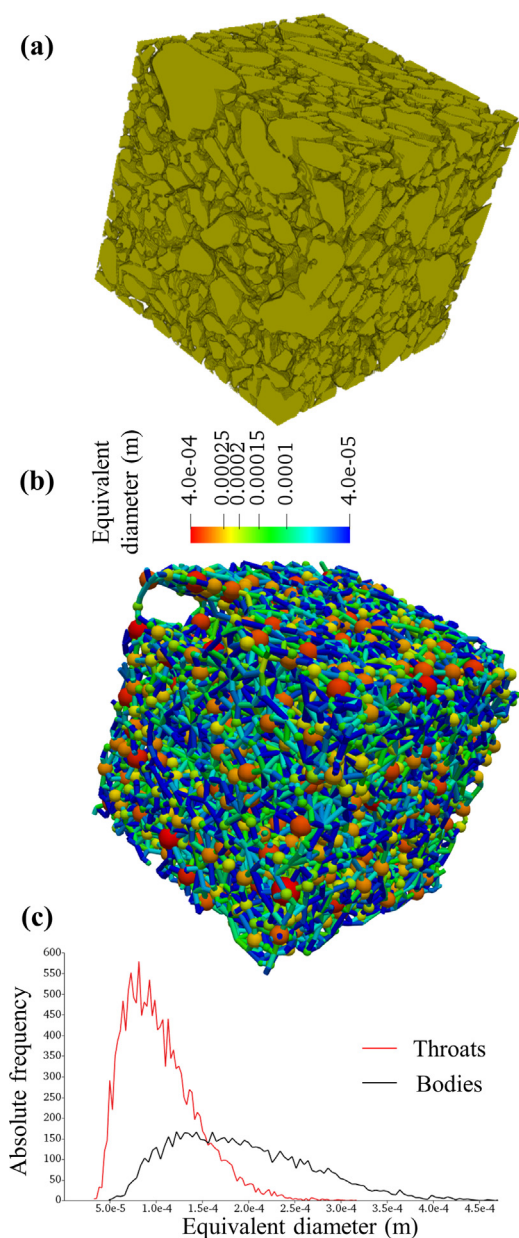 (a)
(b)
Equivalent
diameter (m)
4.0e-04
0.00025
0.0002
0.00015
0.0001
4.0e-05
(c)
Absolute frequency
600
550
500
450
400
350
300
250
200
150
100
50
0
Throats
Bodies
5.0e-5 1.0e-4 1.5e-4 2.0e-4 2.5e-4 3.0e-4 3.5e-4 4.0e-4 4.5e-4
Equivalent diameter (m)